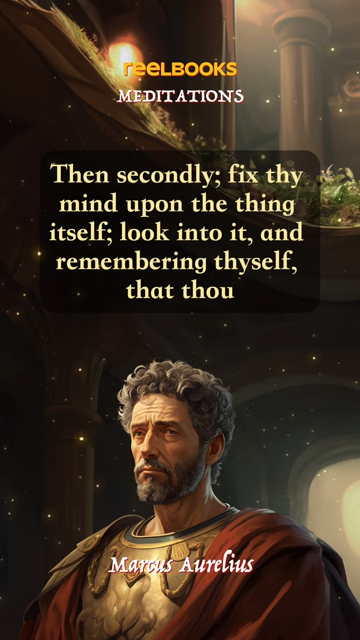 reelbooks
MEDITATIONS
Then secondly; fix thy
mind upon the thing
itself; look into it, and
remembering thyself,
that thou
Marcus Aurelius